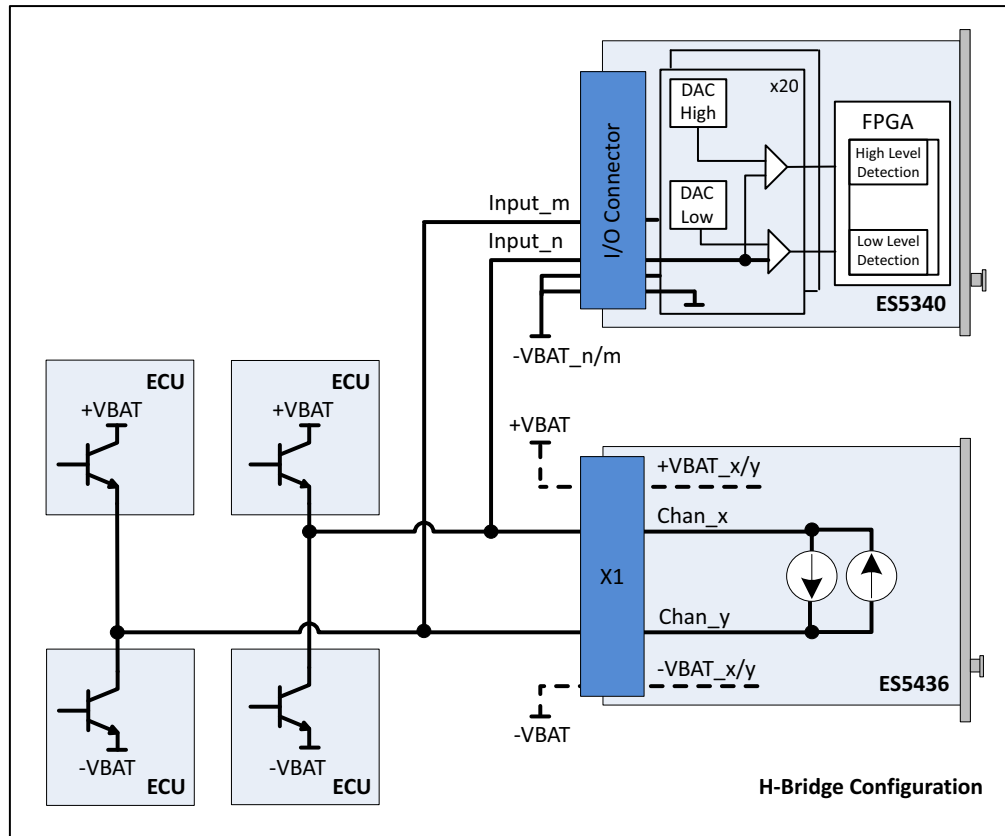 x20
DAC
High
FPGA
High Level
Detection
I/O Connector
Input_m
DAC
Low
Input_n
Low Level
Detection
ES5340
-VBAT_n/m
ECU
+VBAT
ECU
+VBAT
+VBAT
+VBAT_x/y
Chan_x
X1
Chan_y
-VBAT_x/y
ES5436
-VBAT
-VBAT
ECU
-VBAT
ECU
H-Bridge Configuration